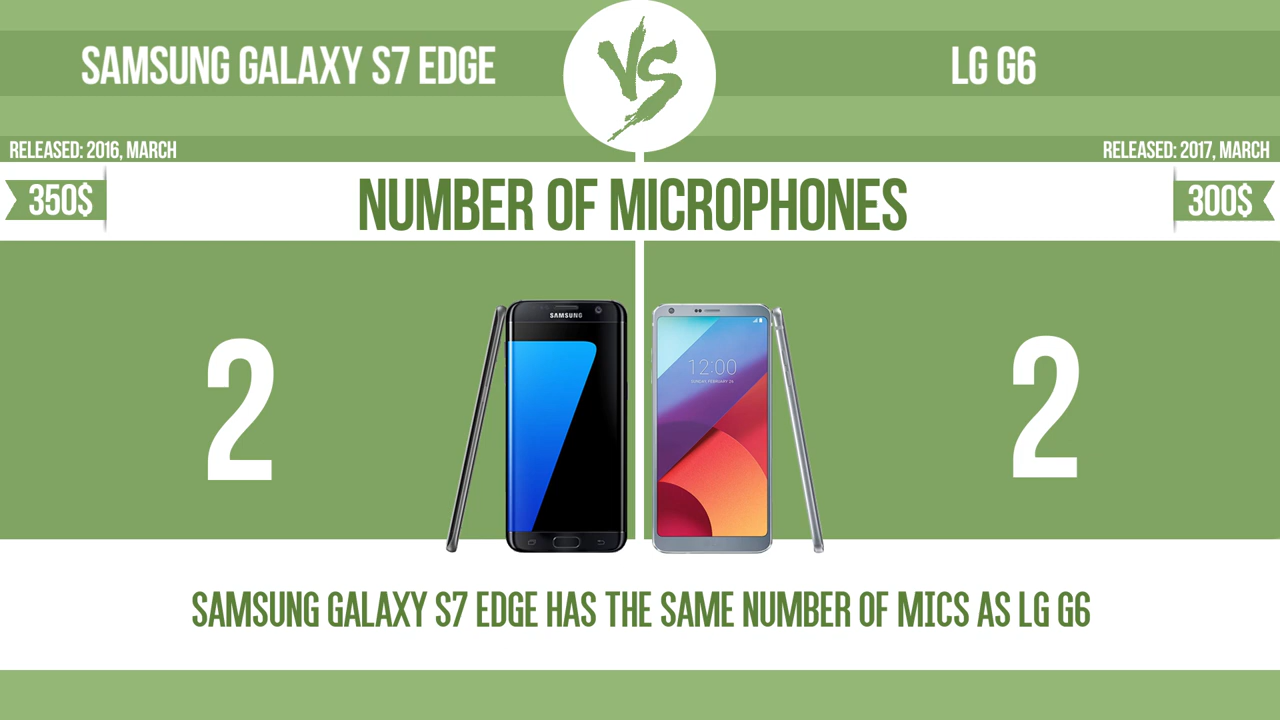 SAMSUNG GALAXY S7 EDGE
VS
LG G6
RELEASED: 2016, MARCH
RELEASED: 2017, MARCH
350$
NUMBER OF MICROPHONES
300$
SAMSUNG
12:00
2
2
SAMSUNG GALAXY S7 EDGE HAS THE SAME NUMBER OF MICS AS LG G6